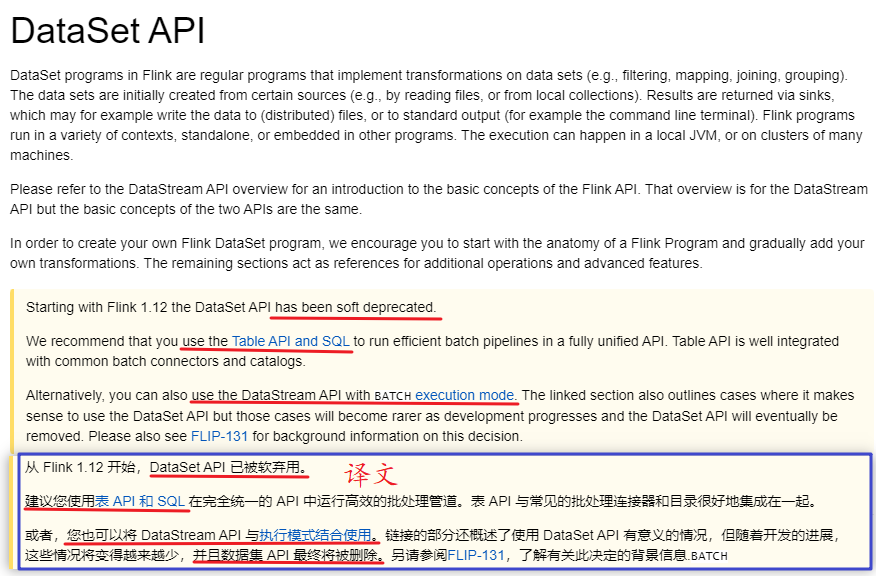 DataSet API
DataSet programs in Flink are regular programs that implement transformations on data sets (e.g., filtering, mapping, joining, grouping).
The data sets are initially created from certain sources (e.g., by reading files, or from local collections). Results are returned via sinks,
which may for example write the data to (distributed) files, or to standard output (for example the command line terminal). Flink programs
run in a variety of contexts, standalone, or embedded in other programs. The execution can happen in a local JVM, or on clusters of many
machines.
Please refer to the DataStream API overview for an introduction to the basic concepts of the Flink API. That overview is for the DataStream
API but the basic concepts of the two APIs are the same.
In order to create your own Flink DataSet program, we encourage you to start with the anatomy of a Flink Program and gradually add your
own transformations. The remaining sections act as references for additional operations and advanced features.
Starting with Flink 1.12 the DataSet API has been soft deprecated.
We recommend that you use the Table API and SQL to run efficient batch pipelines in a fully unified API. Table API is well integrated
with common batch connectors and catalogs.
Alternatively, you can also use the DataStream API with BATCH execution mode. The linked section also outlines cases where it makes
sense to use the DataSet API but those cases will become rarer as development progresses and the DataSet API will eventually be
removed. Please also see FLIP-131 for background information on this decision.
从 Flink 1.12 开始，DataSet API 已被软弃用。
译文
建议您使用表 API 和 SQL 在完全统一的 API 中运行高效的批处理管道。表 API 与常见的批处理连接器和目录很好地集成在一起。
或者，您也可以将 DataStream API 与执行模式结合使用。链接的部分还概述了使用 DataSet API 有意义的情况，但随着开发的进展，
这些情况将变得越来越少，并且数据集 API 最终将被删除。另请参阅FLIP-131，了解有关此决定的背景信息.BATCH